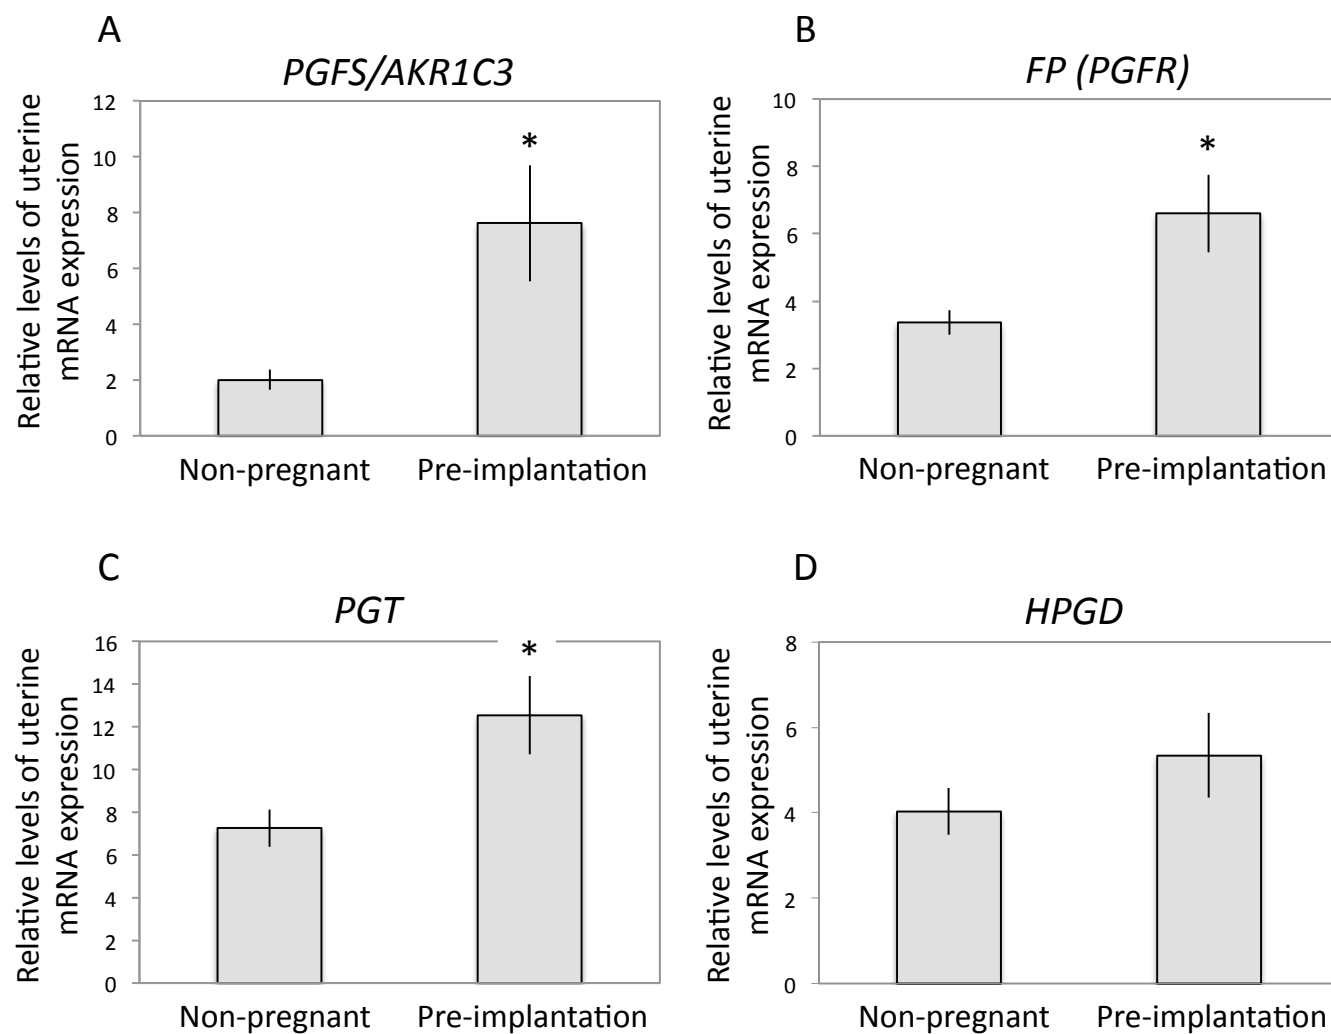 A
PGFS/AKR1C3
Relative levels of uterine
mRNA expression
12
10
8
6
4
2
0
*
Non-pregnant Pre-implantation
B
FP (PGFR)
Relative levels of uterine
mRNA expression
10
8
6
4
2
0
*
Non-pregnant Pre-implantation
C
PGT
Relative levels of uterine
mRNA expression
16
14
12
10
8
6
4
2
0
*
Non-pregnant Pre-implantation
D
HPGD
Relative levels of uterine
mRNA expression
8
6
4
2
0
Non-pregnant Pre-implantation